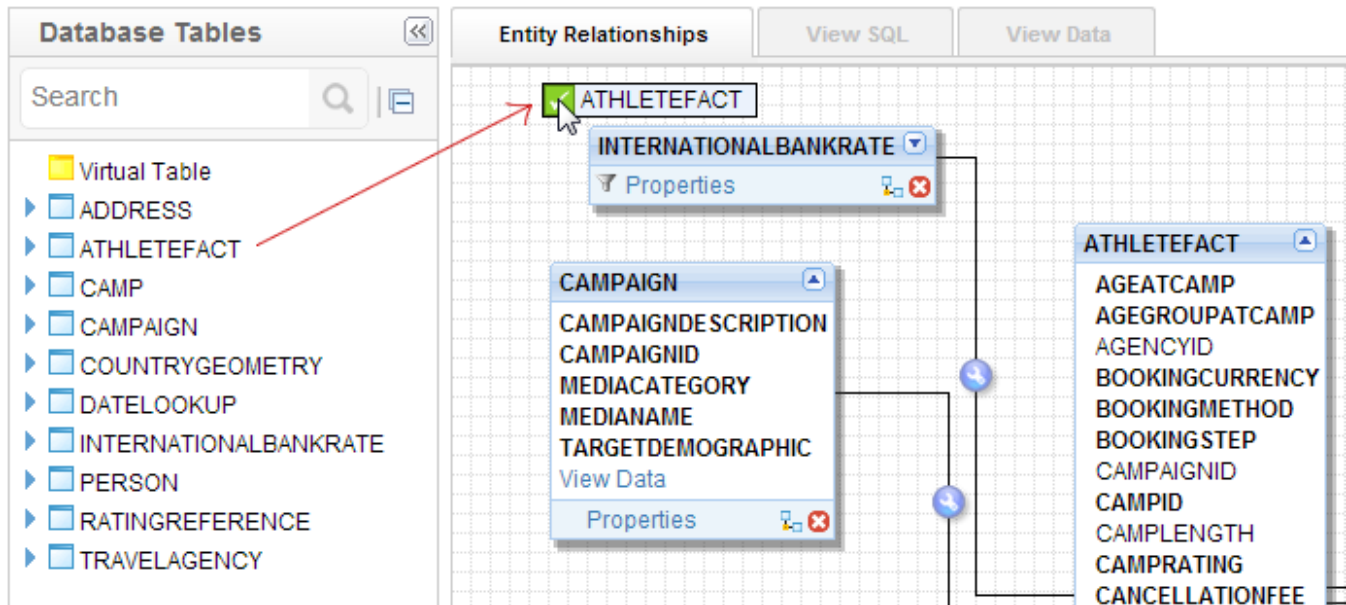 Database Tables
Search
Virtual Table
ADDRESS
ATHLETEFACT
CAMP
CAMPAIGN
COUNTRYGEOMETRY
DATELOOKUP
INTERNATIONALBANKRATE
PERSON
RATINGREFERENCE
TRAVELAGENCY
Entity Relationships
View SQL
View Data
ATHLETEFACT
INTERNATIONALBANKRATE
Properties
CAMPAIGN
CAMPAIGNDESCRIPTION
CAMPAIGNID
MEDIACATEGORY
MEDIANAME
TARGETDEMOGRAPHIC
View Data
Properties
ATHLETEFACT
AGEATCAMP
AGEGROUPATCAMP
AGENCYID
BOOKINGCURRENCY
BOOKINGMETHOD
BOOKINGSTEP
CAMPAIGNID
CAMPID
CAMPLENGTH
CAMPRATING
CANCELLATIONFEE